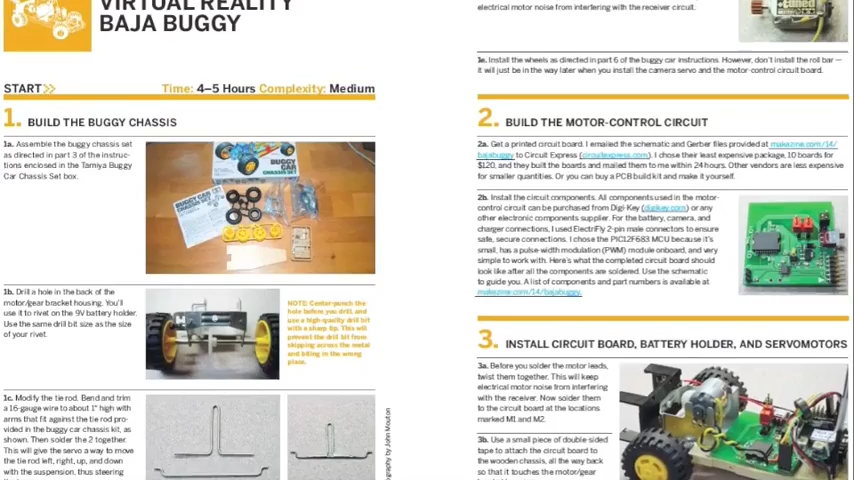 VIRTUAL REALITY
BAJA BUGGY
START>>
Time: 4–5 Hours Complexity: Medium
1. BUILD THE BUGGY CHASSIS
1a. Assemble the buggy chassis set
as directed in part 3 of the instruc-
tions enclosed in the Tamiya Buggy
Car Chassis Set box.
BUGGY CAR
CHASSIS SET
1b. Drill a hole in the back of the
motor/gear bracket housing. You'll
use it to rivet on the 9V battery holder.
Use the same drill bit size as the size
of your rivet.
NOTE: Center-punch the
hole before you drill, and
use a high-quality drill bit
with a sharp tip. This will
prevent the drill bit from
skipping across the metal
and biting in the wrong
place.
1c. Modify the tie rod. Bend and trim
a 16-gauge wire to about 1" high with
arms that fit against the tie rod pro-
vided in the buggy car chassis kit, as
shown. Then solder the 2 together.
This will give the servo a way to move
the tie rod left, right, up, and down
with the suspension, thus steering
ography by John Mouton
electrical motor noise from interfering with the receiver circuit.
1e. Install the wheels as directed in part 6 of the buggy car instructions. However, don't install the roll bar —
it will just be in the way later when you install the camera servo and the motor-control circuit board.
2. BUILD THE MOTOR-CONTROL CIRCUIT
2a. Get a printed circuit board. I emailed the schematic and Gerber files provided at makezine.com/14/
bajabuggy to Circuit Express (circuitexpress.com). I chose their least expensive package, 10 boards for
$120, and they built the boards and mailed them to me within 24 hours. Other vendors are less expensive
for smaller quantities. Or you can buy a PCB build kit and make it yourself.
2b. Install the circuit components. All components used in the motor-
control circuit can be purchased from Digi-Key (digikey.com) or any
other electronic components supplier. For the battery, camera, and
charger connections, I used ElectriFly 2-pin male connectors to ensure
safe, secure connections. I chose the PIC12F683 MCU because it's
small, has a pulse-width modulation (PWM) module onboard, and very
simple to work with. Here's what the completed circuit board should
look like after all the components are soldered. Use the schematic
to guide you. A list of components and part numbers is available at
makezine.com/14/bajabuggy.
3. INSTALL CIRCUIT BOARD, BATTERY HOLDER, AND SERVOMOTORS
3a. Before you solder the motor leads,
twist them together. This will keep
electrical motor noise from interfering
with the receiver. Now solder them
to the circuit board at the locations
marked M1 and M2.
3b. Use a small piece of double-sided
tape to attach the circuit board to
the wooden chassis, all the way back
so that it touches the motor/gear